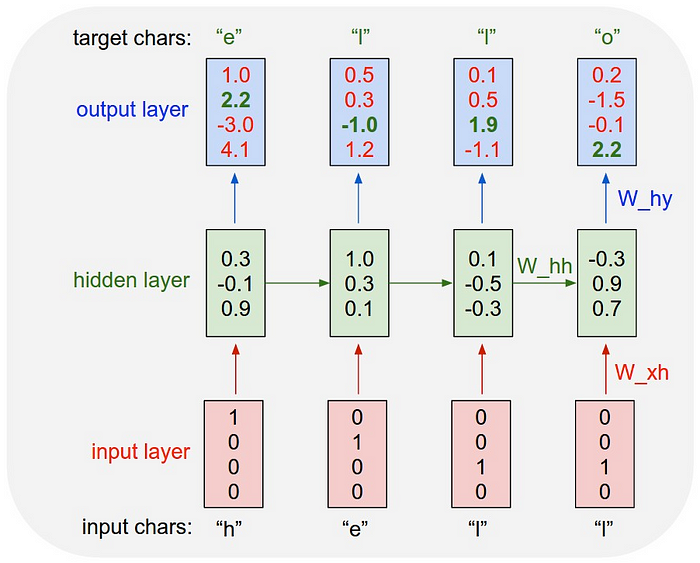 target chars: “e” “l” “l” “o”
output layer
1.0 0.5 0.1 0.2
2.2 0.3 0.5 -1.5
-3.0 -1.0 1.9 -0.1
4.1 1.2 -1.1 2.2
W_hy
hidden layer
0.3 1.0 0.1 -0.3
-0.1 0.3 -0.5 0.9
0.9 0.1 -0.3 0.7
W_hh
W_xh
input layer
1 0 0 0
0 1 0 0
0 0 1 1
0 0 0 0
input chars: “h” “e” “l” “l”